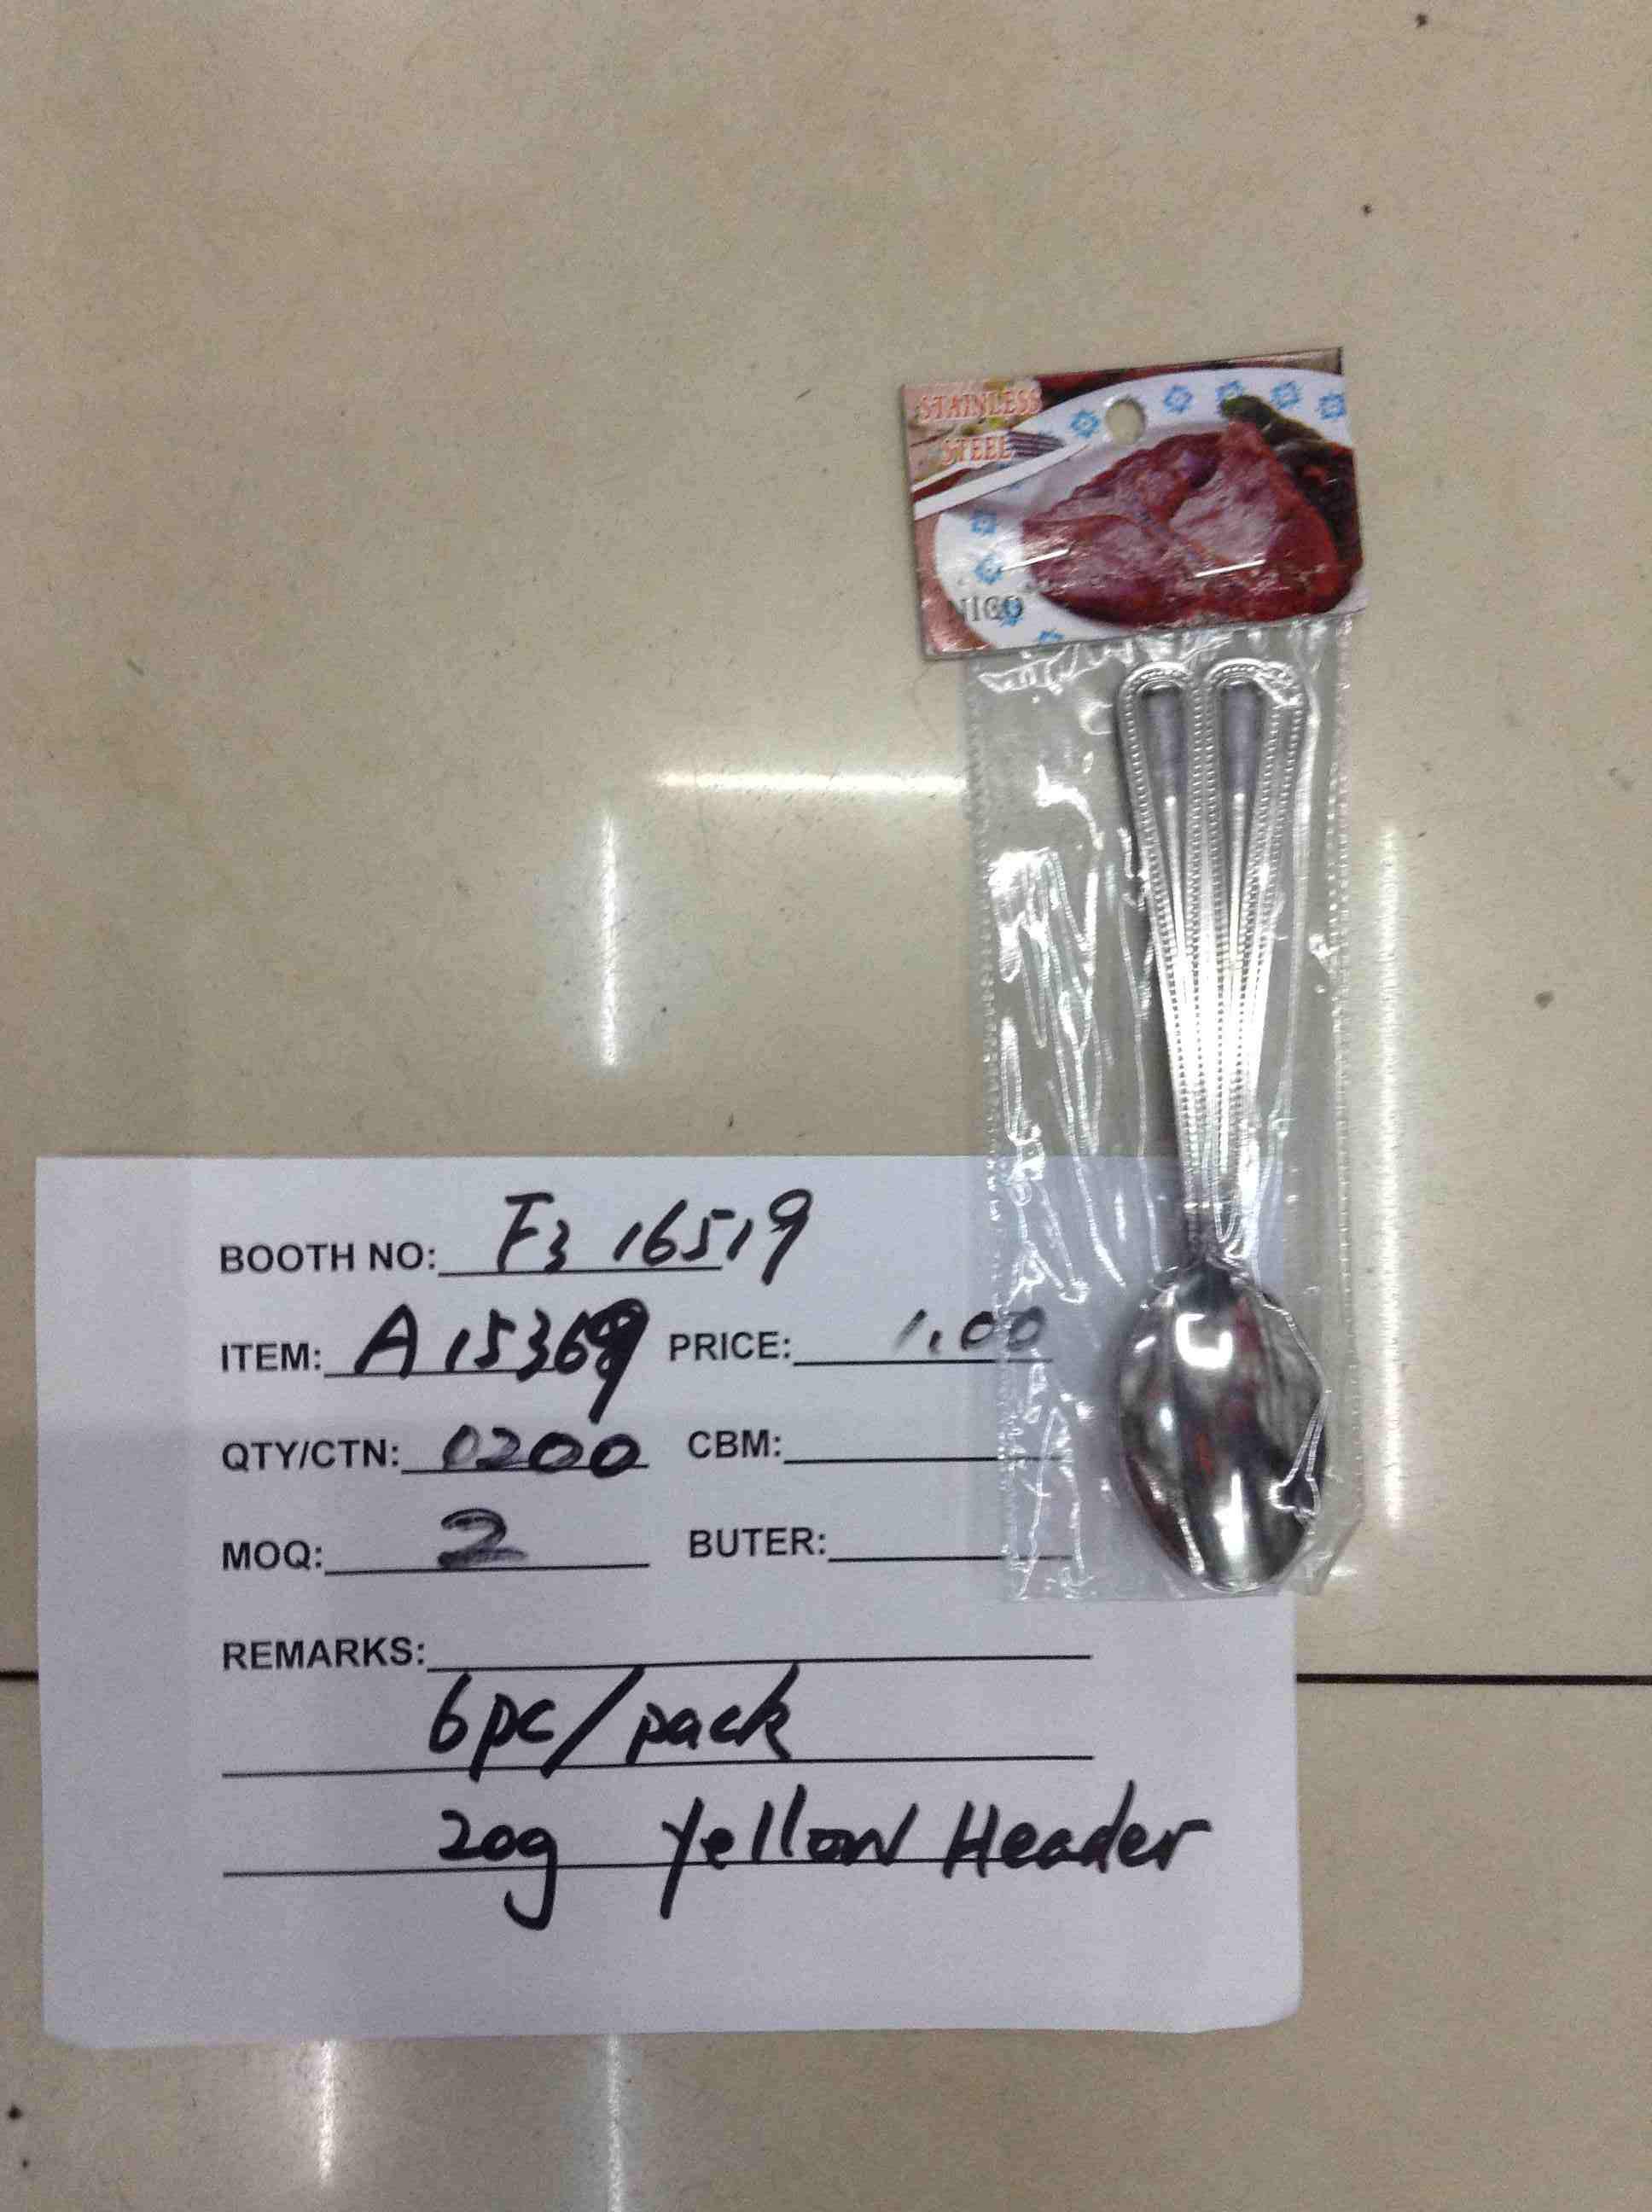 STAINLESS
STEEL
BOOTH NO: F3 16519
ITEM: PRICE: 1.00
QTY/CTN: 0200 CBM:
MOQ: 2 BUTER:
REMARKS:
6pc/pack
20g Yellow Header